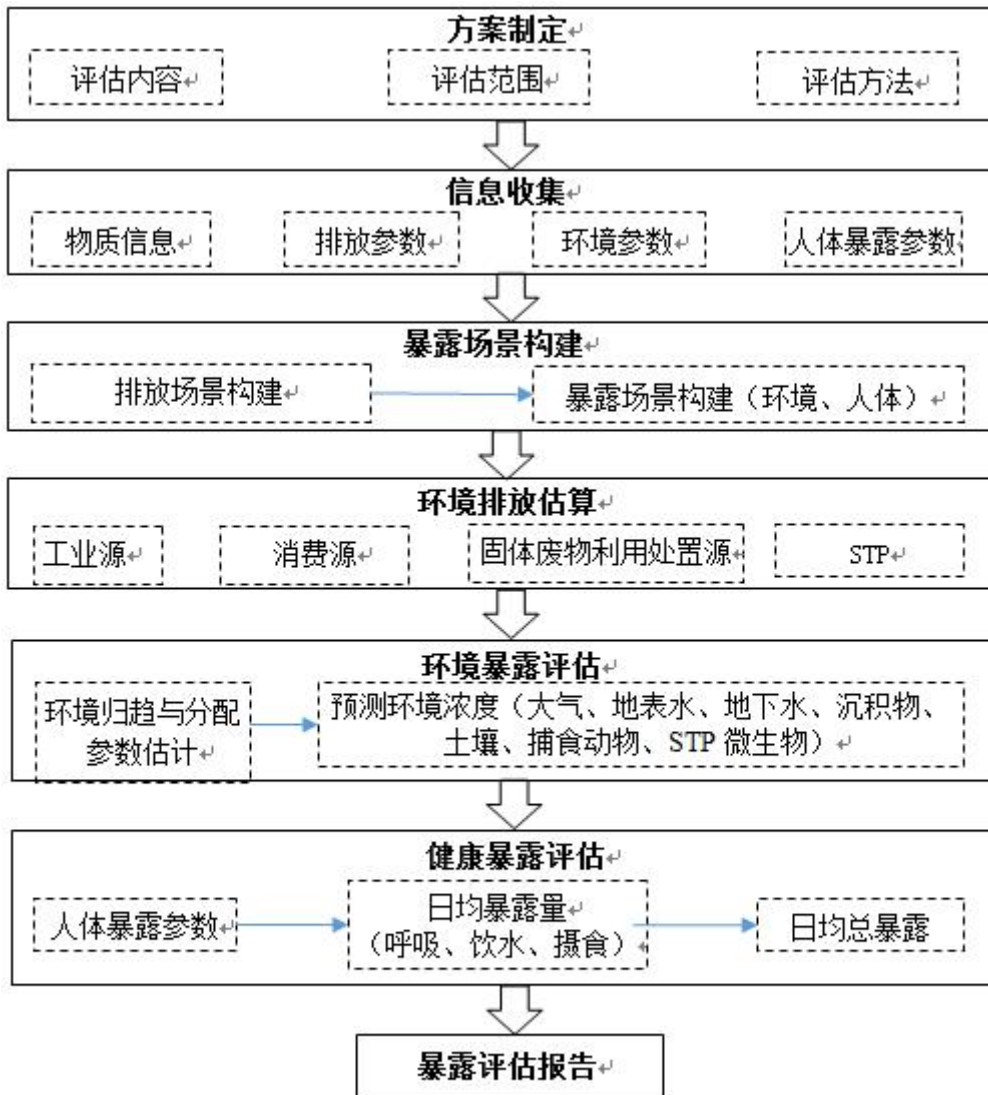 方案制定
评估内容
评估范围
评估方法
信息收集
物质信息
排放参数
环境参数
人体暴露参数
暴露场景构建
排放场景构建
暴露场景构建（环境、人体）
环境排放估算
工业源
消费源
固体废物利用处置源
STP
环境暴露评估
环境归趋与分配
参数估计
预测环境浓度（大气、地表水、地下水、沉积物、
土壤、捕食动物、STP 微生物）
健康暴露评估
人体暴露参数
日均暴露量
（呼吸、饮水、摄食）
日均总暴露
暴露评估报告